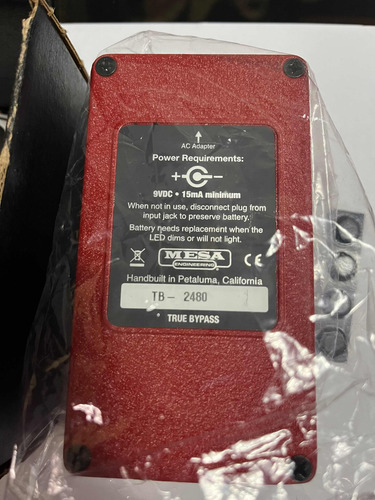 AC Adapter
Power Requirements:
+ -
9VDC • 15mA minimum
When not in use, disconnect plug from
input jack to preserve battery.
Battery needs replacement when the
LED dims or will not light.
MESA
ENGINEERING
CE
Handbuilt in Petaluma, California
TB - 2480
TRUE BYPASS